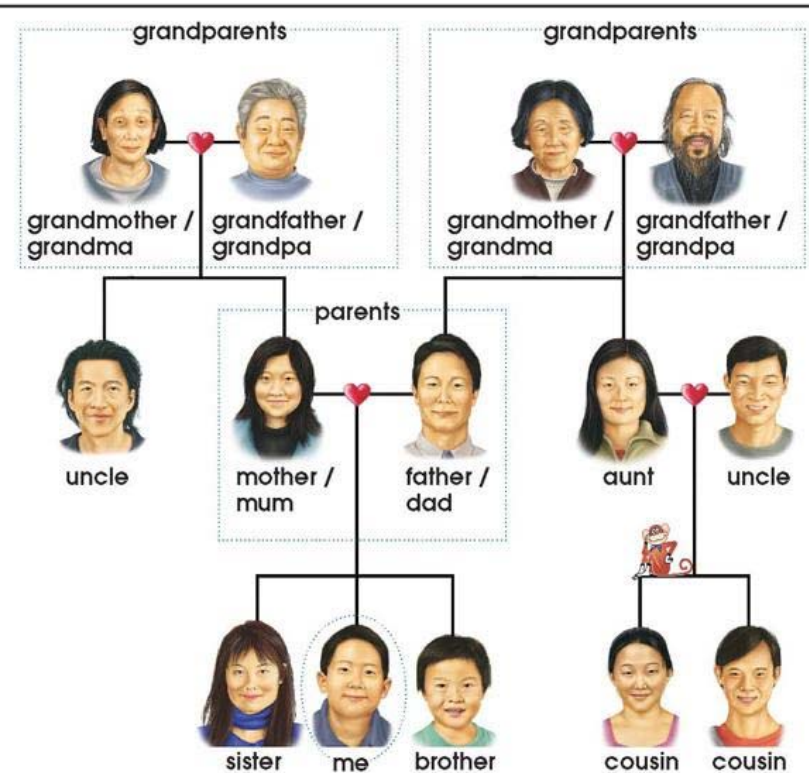 grandparents
grandparents
grandmother /
grandma
grandfather /
grandpa
grandmother /
grandma
grandfather /
grandpa
parents
uncle
mother /
mum
father /
dad
aunt
uncle
sister
me
brother
cousin
cousin